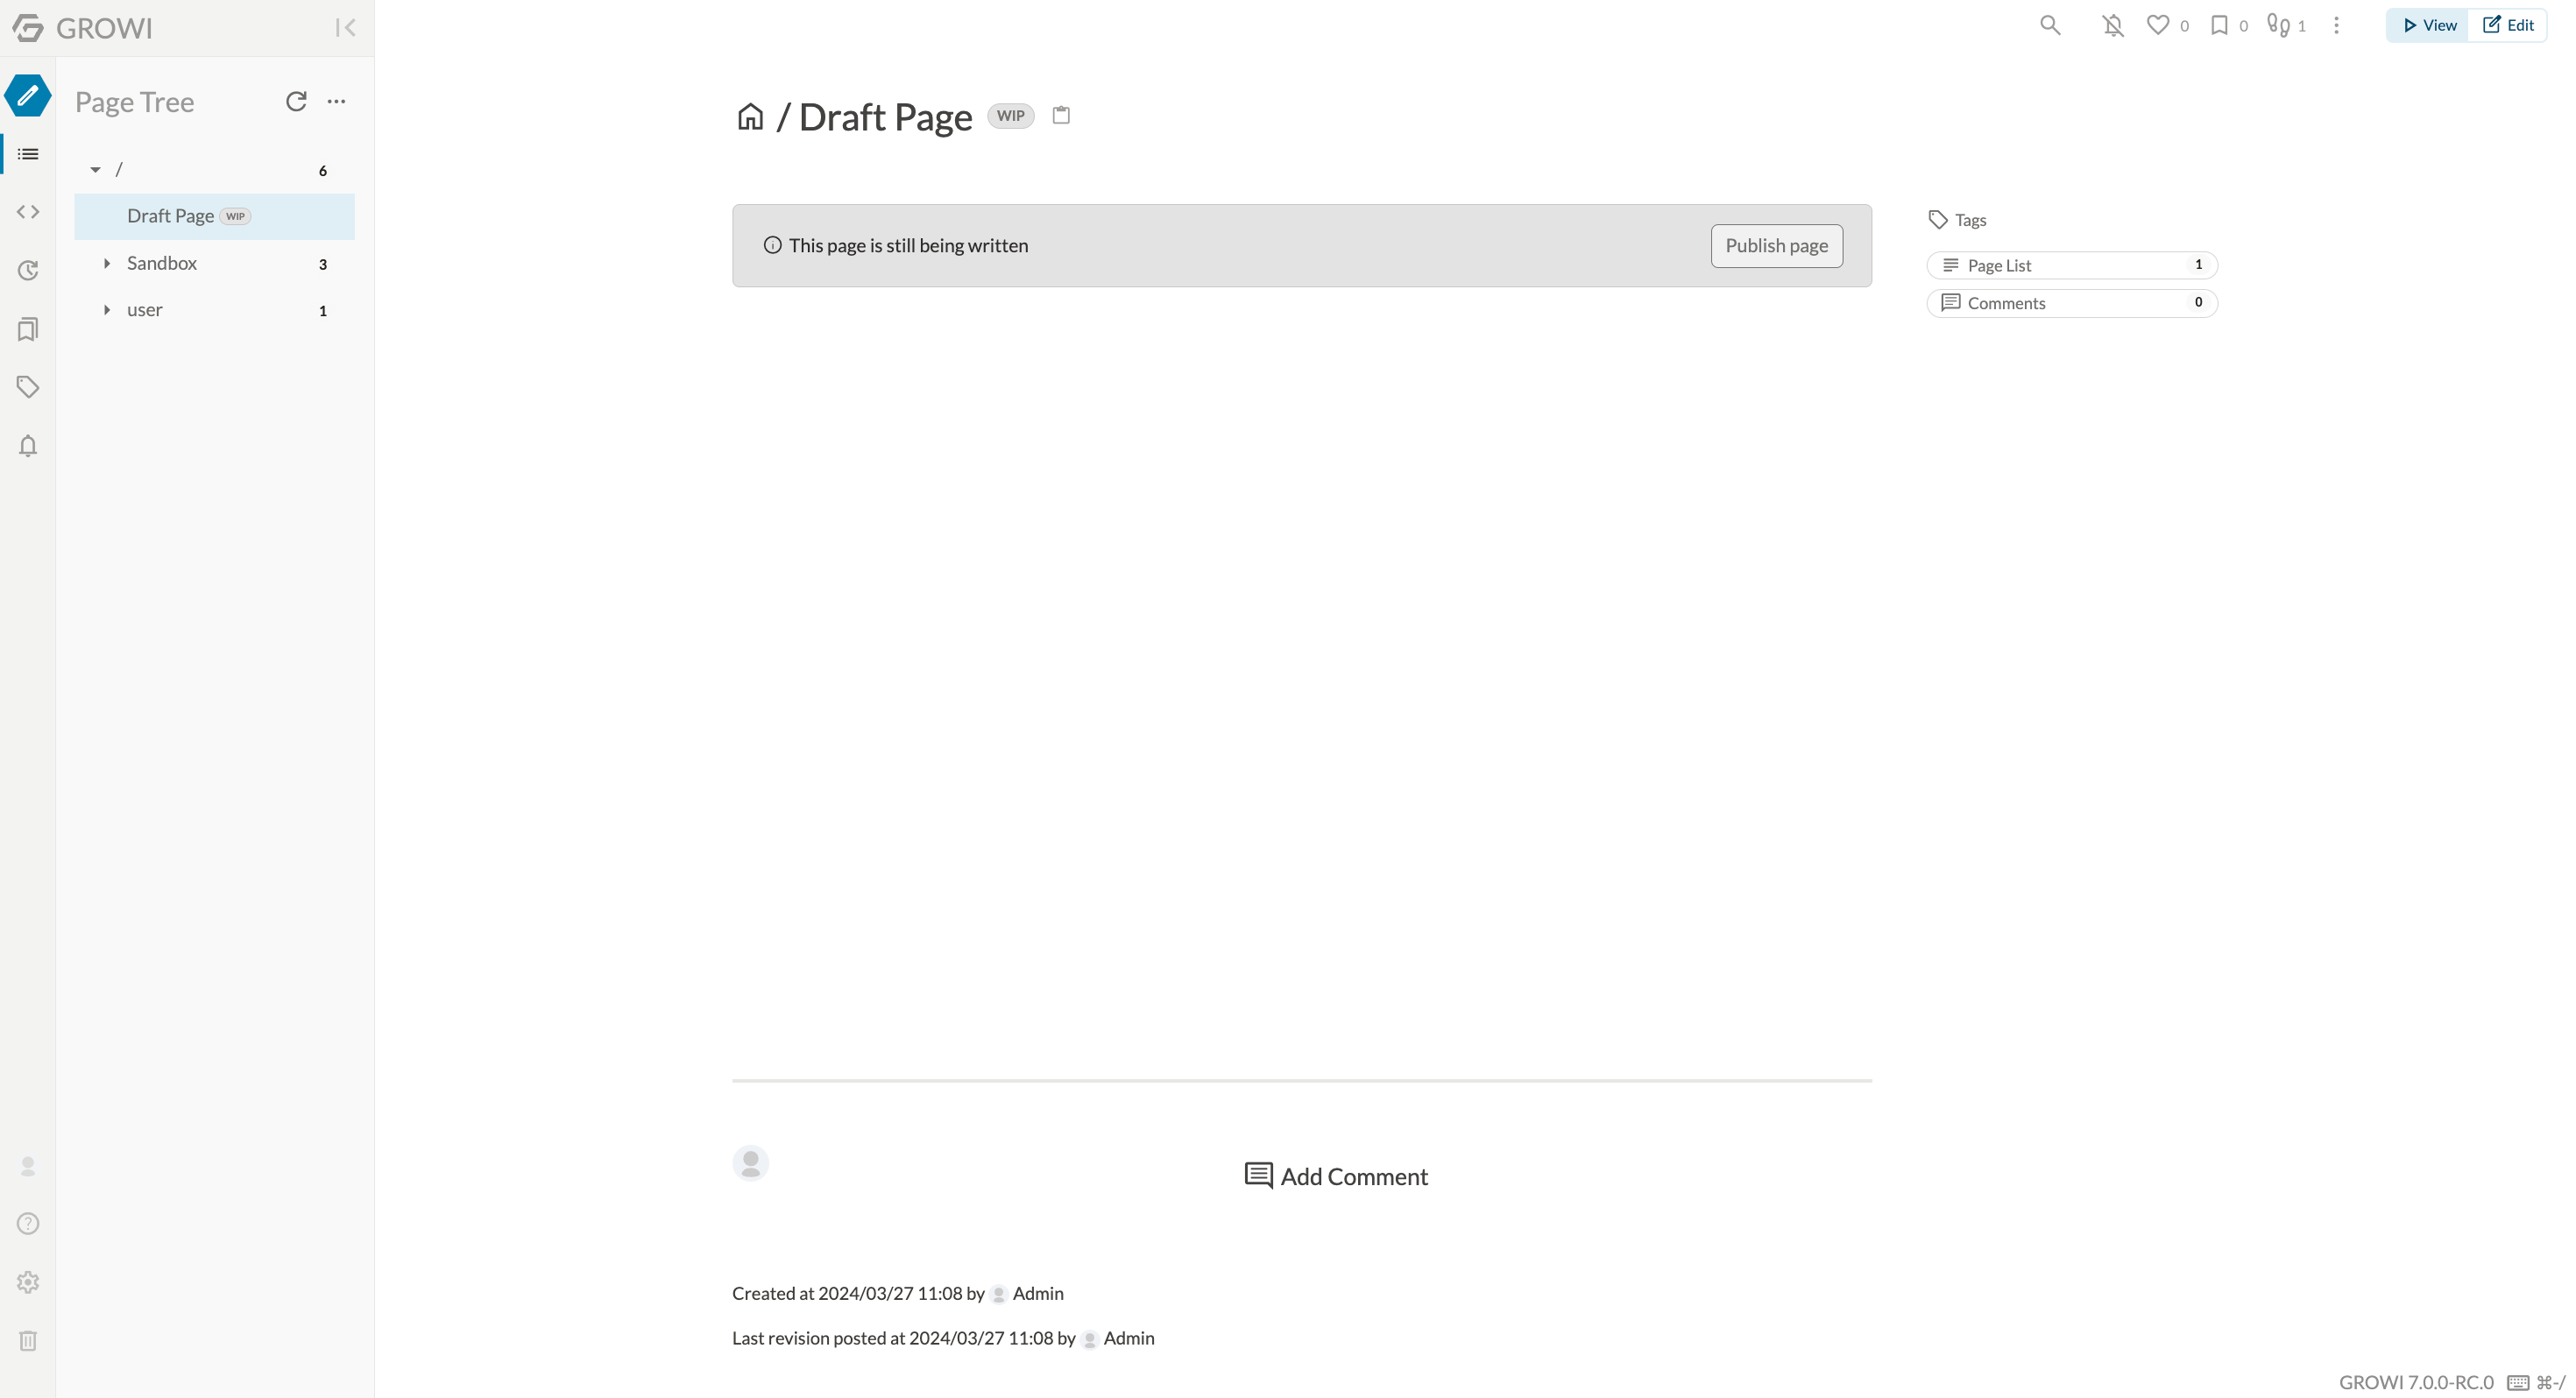 GROWI
Page Tree
/ 6
Draft Page WIP
Sandbox 3
user 1
0 0 1 View Edit
/ Draft Page WIP
This page is still being written Publish page
Tags
Page List 1
Comments 0
Add Comment
Created at 2024/03/27 11:08 by Admin
Last revision posted at 2024/03/27 11:08 by Admin
GROWI 7.0.0-RC.0 ⌘-/